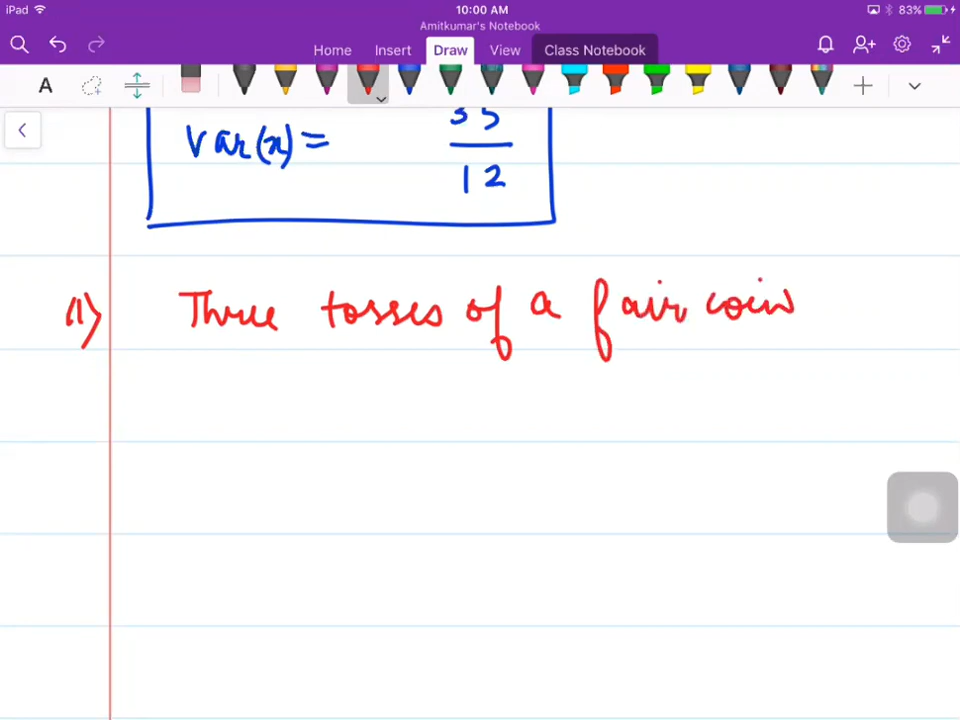 iPad 10:00 AM 83%
Amitkumar's Notebook
Home Insert Draw View Class Notebook
A
var(x) = 35/12
(1) Three tosses of a fair coin